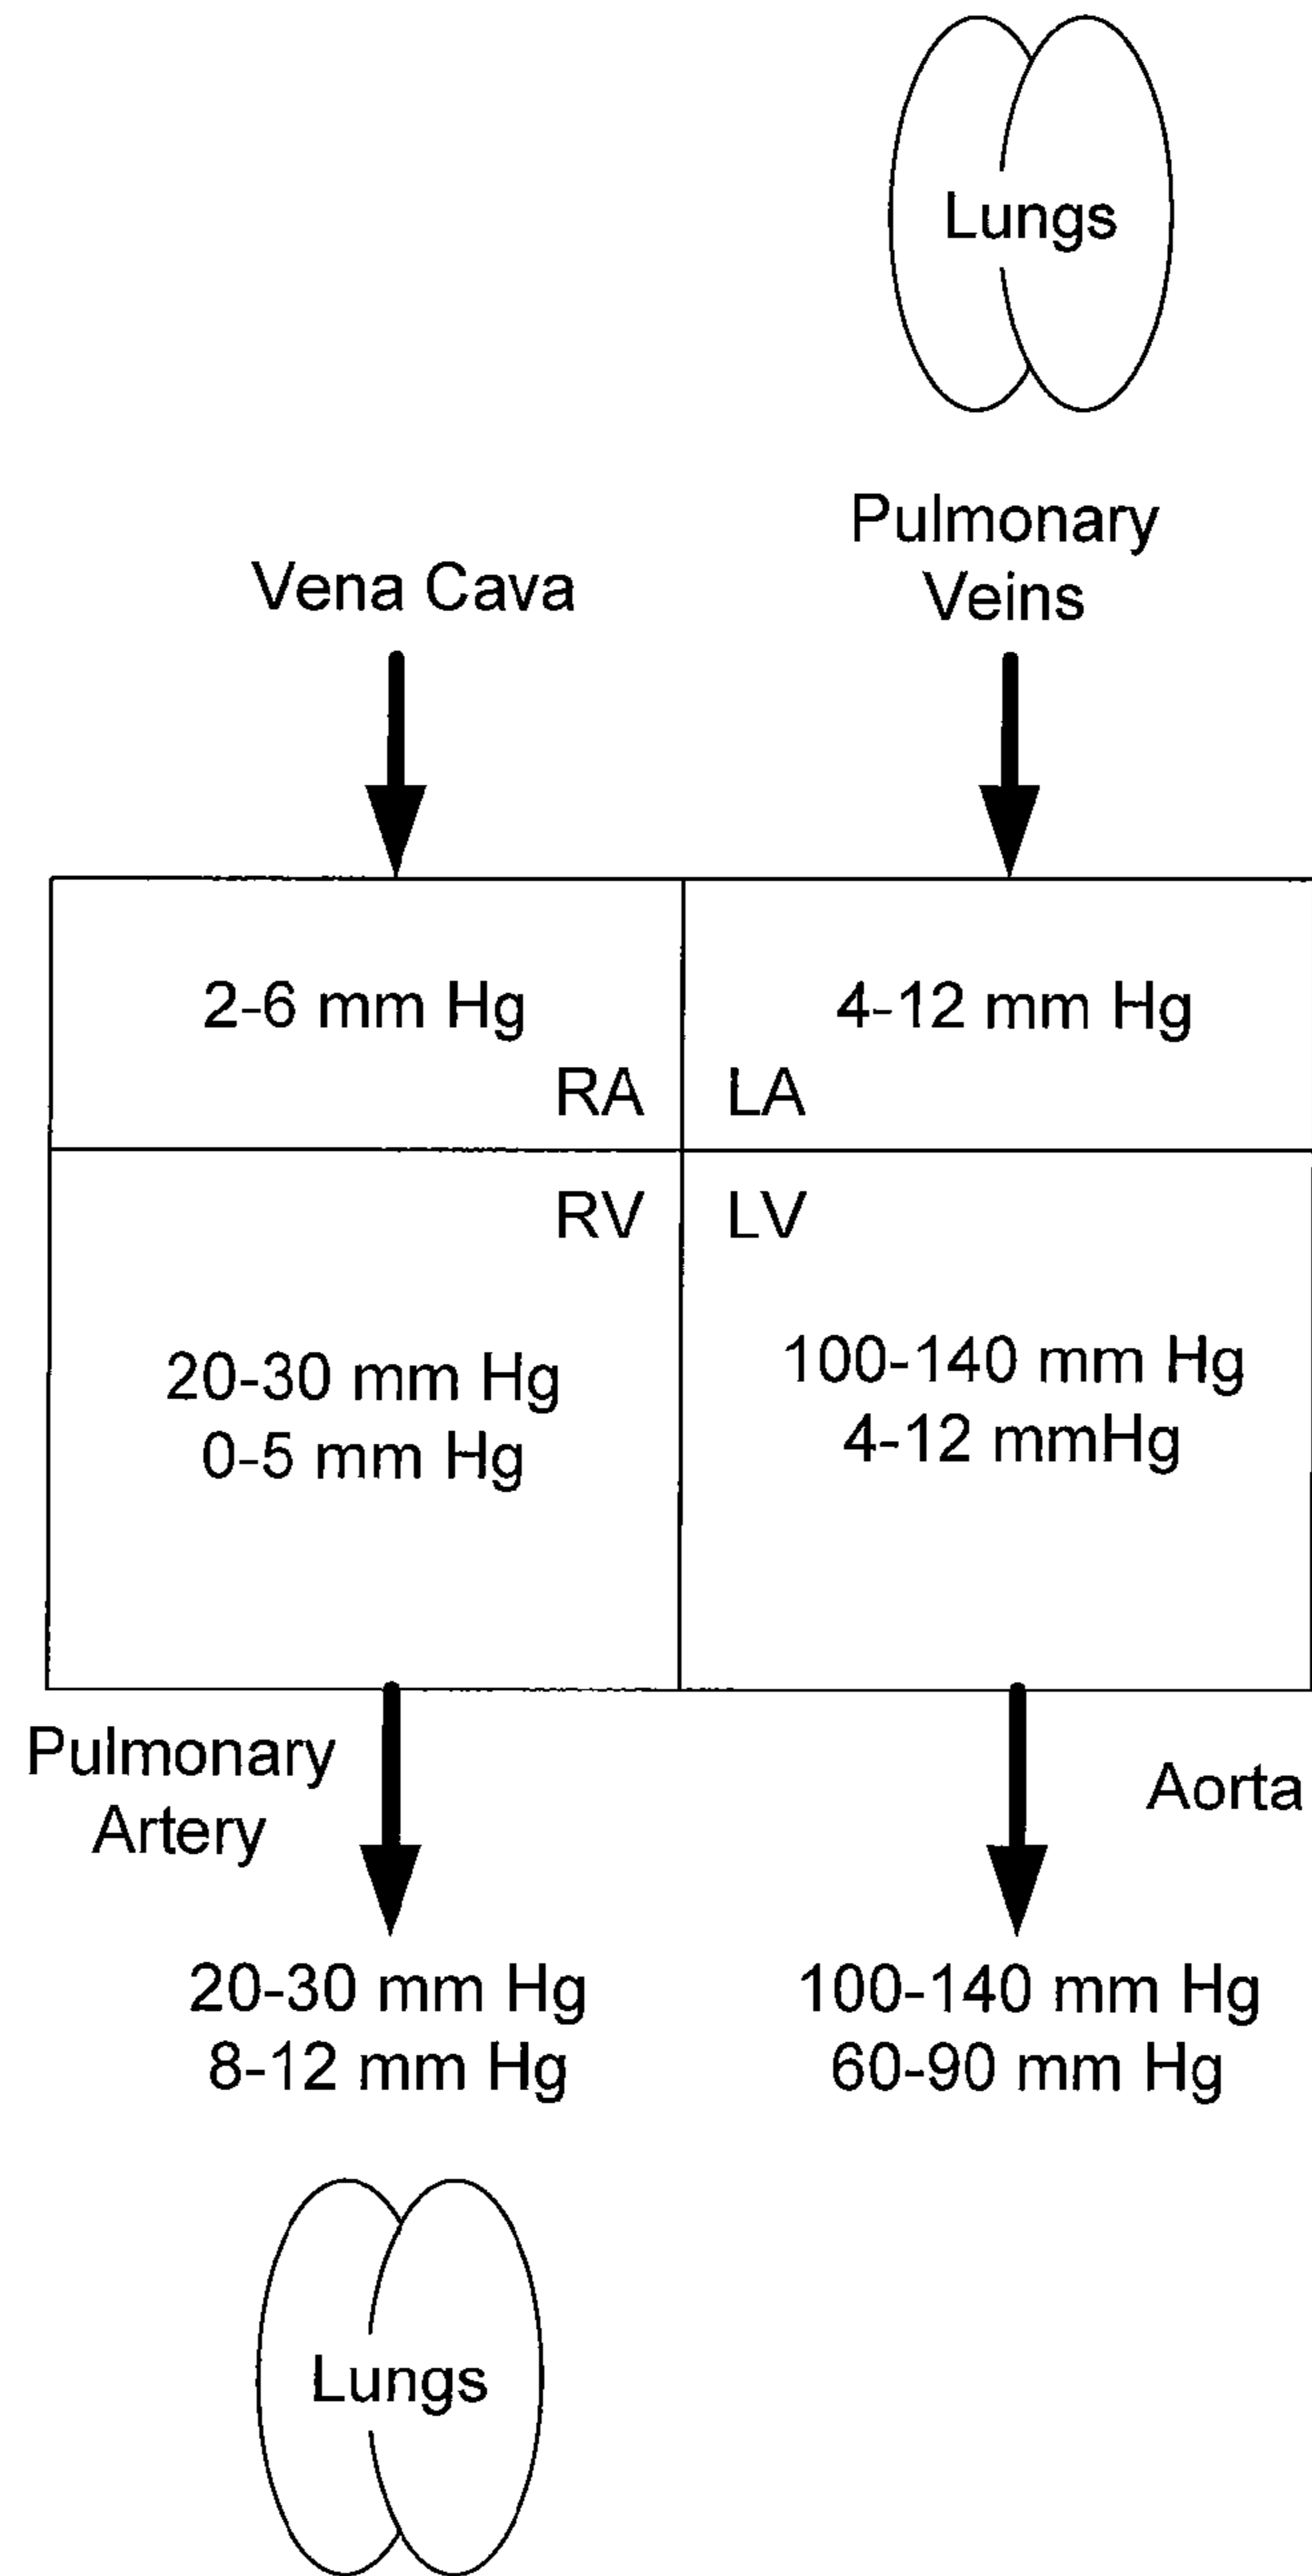 Lungs
Pulmonary
Veins
Vena Cava
2-6 mm Hg
4-12 mm Hg
RA
LA
RV
LV
20-30 mm Hg
0-5 mm Hg
100-140 mm Hg
4-12 mmHg
Pulmonary
Artery
Aorta
20-30 mm Hg
8-12 mm Hg
100-140 mm Hg
60-90 mm Hg
Lungs